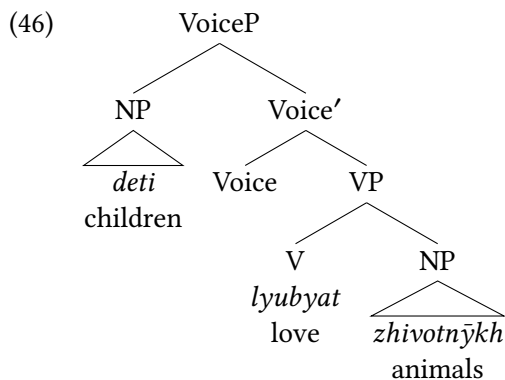 (46) VoiceP
NP Voice′
deti Voice VP
children
V NP
lyubyat zhivotnȳkh
love animals